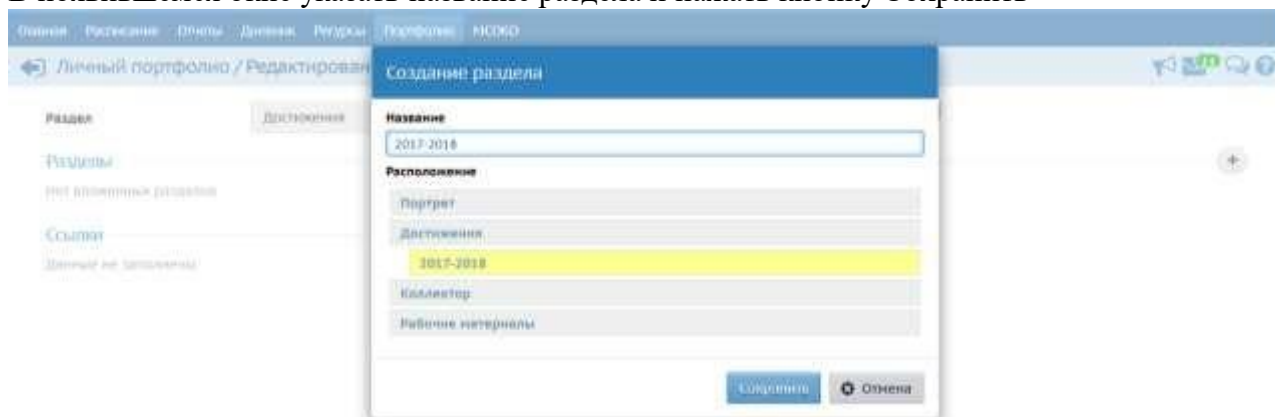 В появившемся окне указать название раздела и нажать кнопку Сохранить
Главная Расписание Отчеты Дневник Ресурсы Портфолио МСОКО
Личный портфолио / Редактирован
Создание раздела
Раздел
Достижения
Название
2017-2018
Разделы
Нет вложенных разделов
Расположение
Портрет
Ссылки
Достижения
Данные не заполнены
2017-2018
Коллектор
Рабочие материалы
Сохранить
Отмена